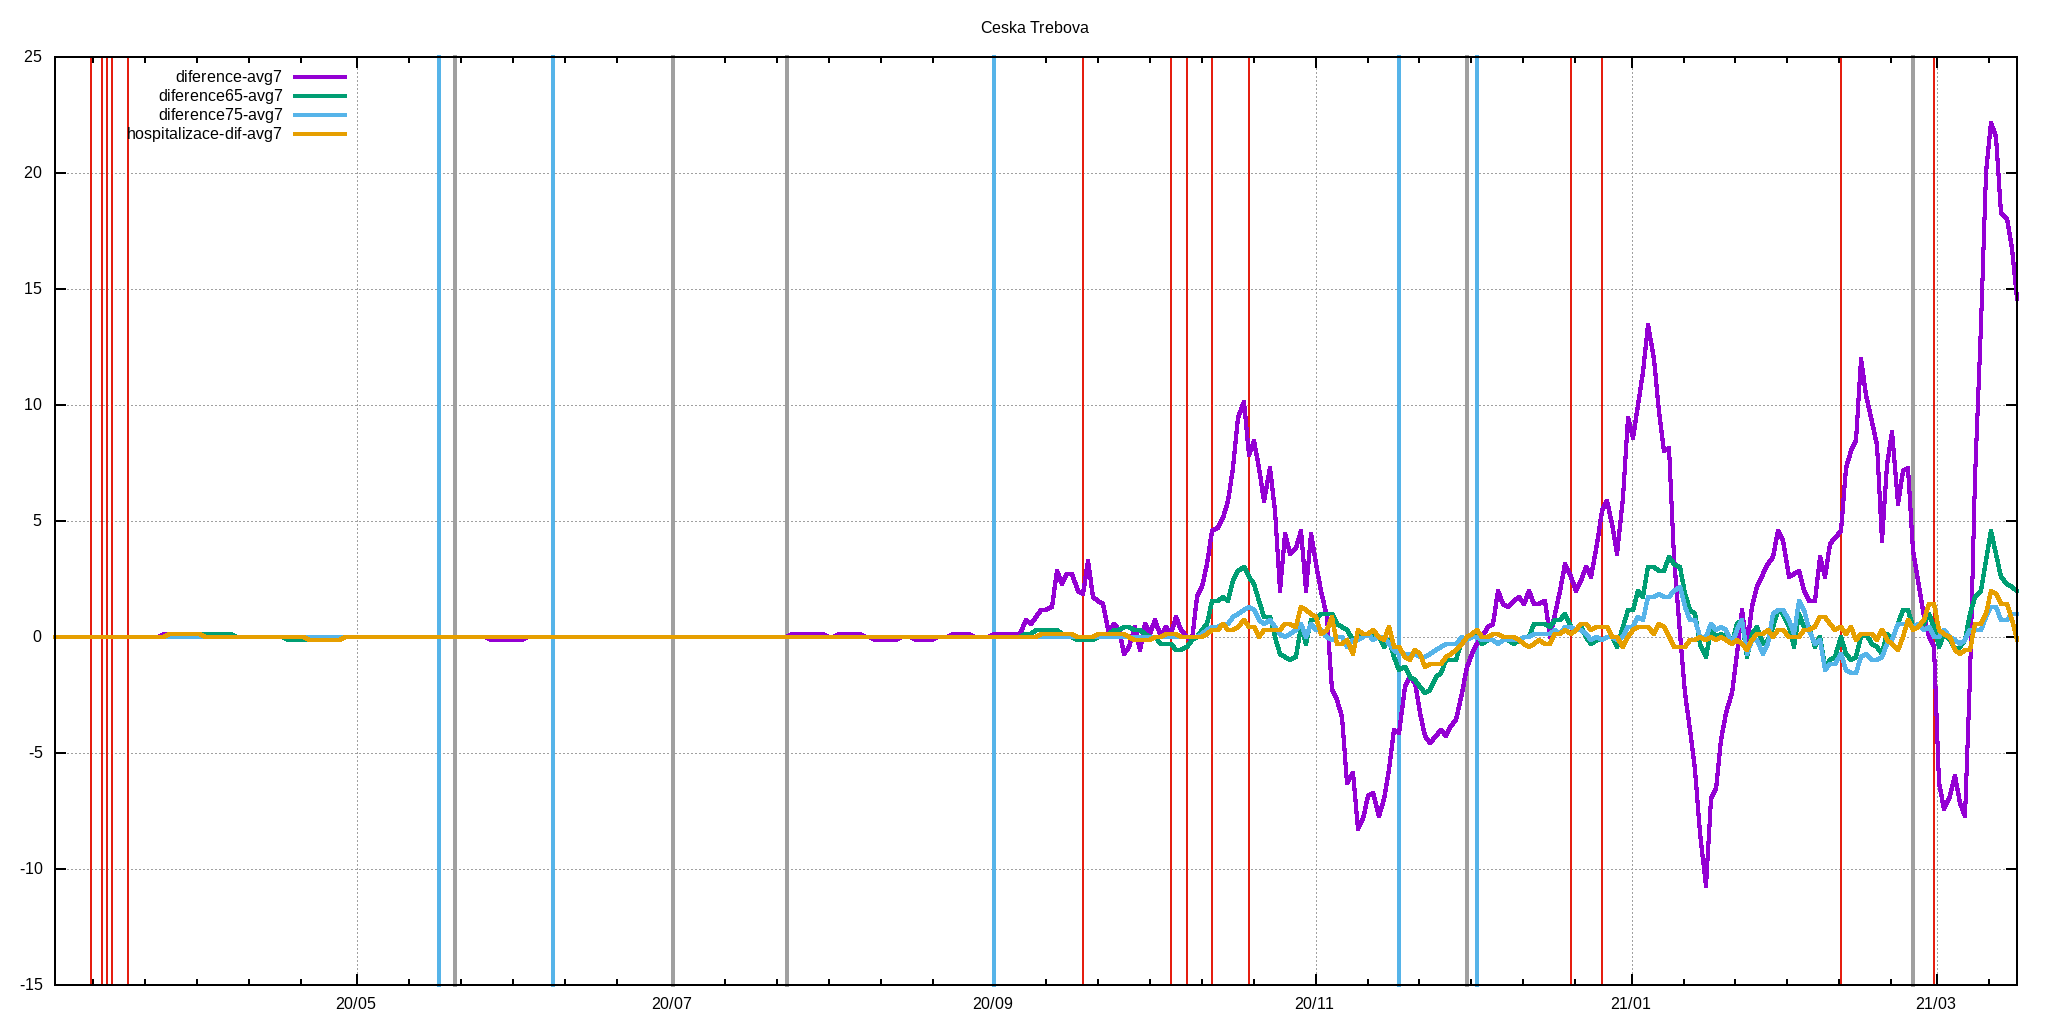 Ceska Trebova
diference-avg7
diference65-avg7
diference75-avg7
hospitalizace-dif-avg7
25
20
15
10
5
0
-5
-10
-15
20/05 20/07 20/09 20/11 21/01 21/03